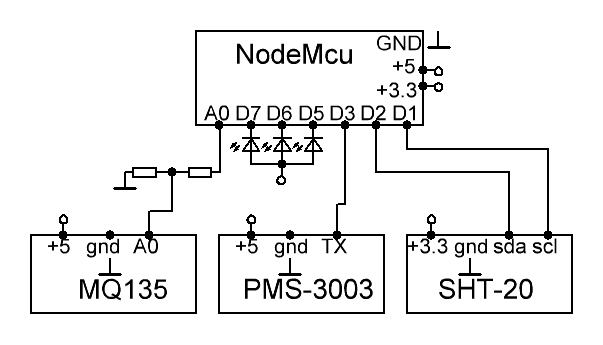 GND
NodeMcu
+5
+3.3
A0 D7 D6 D5 D3 D2 D1
+5 gnd A0
+5 gnd TX
+3.3 gnd sda scl
MQ135
PMS-3003
SHT-20